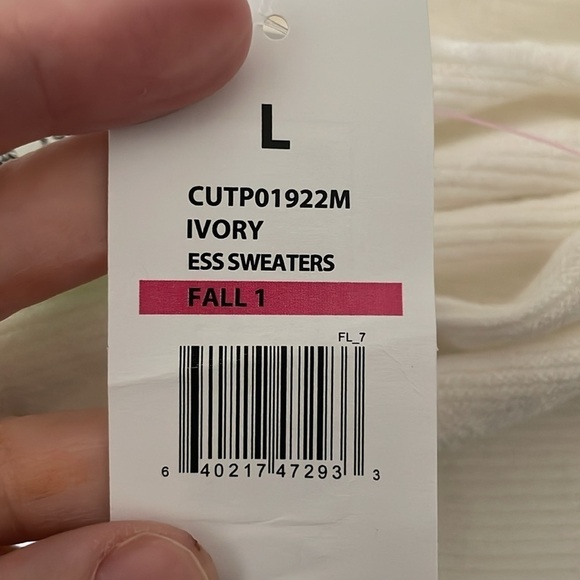 L
CUTP01922M
IVORY
ESS SWEATERS
FALL 1
FL_7
6 40217 47293 3